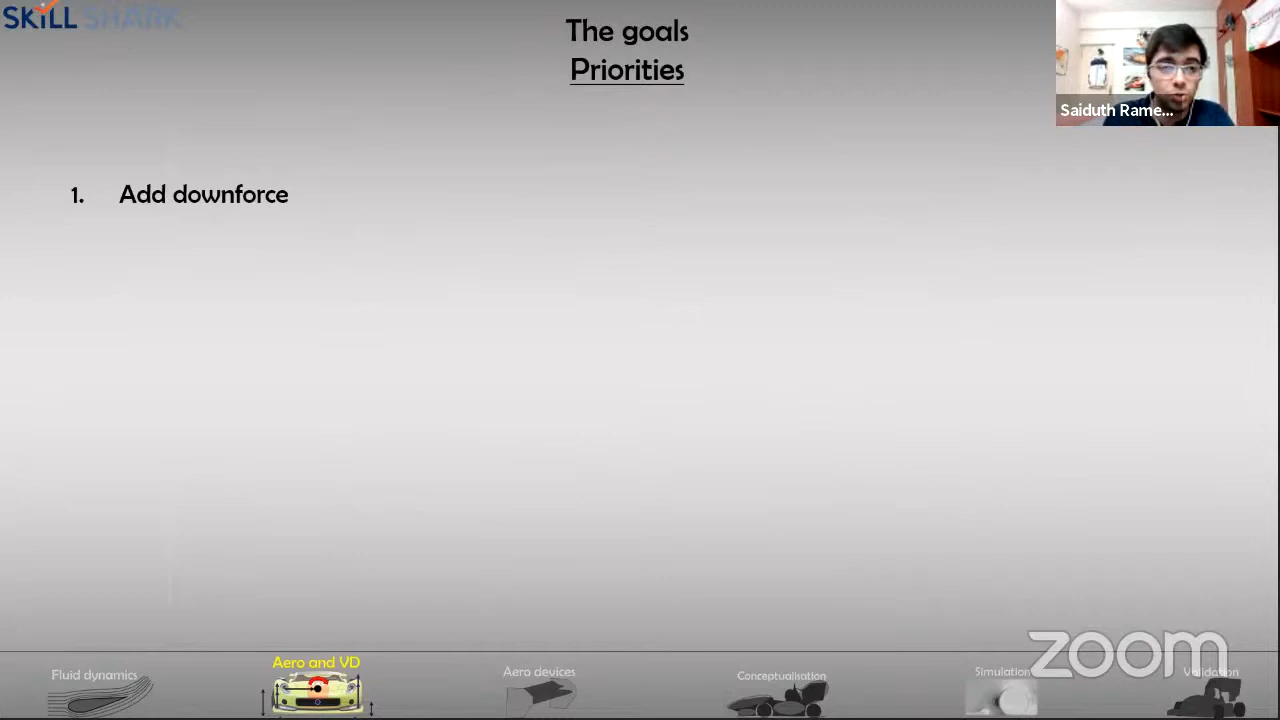 SKiLL SHARK
The goals
Priorities
Saiduth Rame...
1. Add downforce
Fluid dynamics
Aero and VD
Aero devices
Conceptualisation
Simulation
Validation
zoom